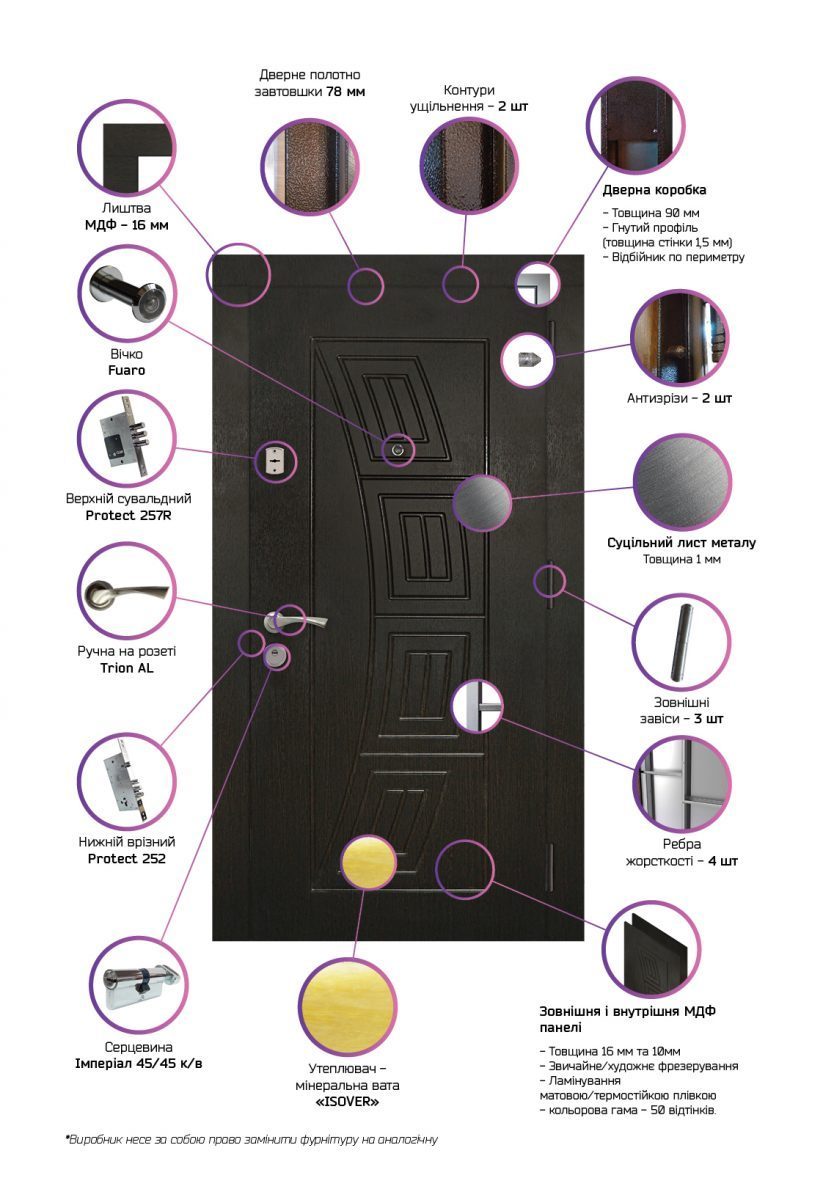 Дверне полотно
завтовшки 78 мм
Контури
ущільнення – 2 шт
Лиштва
МДФ – 16 мм
Дверна коробка
- Товщина 90 мм
- Гнутий профіль
(товщина стінки 1,5 мм)
- Відбійник по периметру
Вічко
Fuaro
Антизрізи – 2 шт
Верхній сувальдний
Protect 257R
Суцільний лист металу
Товщина 1 мм
Ручна на розеті
Trion AL
Зовнішні
завіси – 3 шт
Нижній врізний
Protect 252
Ребра
жорсткості – 4 шт
Серцевина
Імперіал 45/45 к/в
Утеплювач –
мінеральна вата
«ISOVER»
Зовнішня і внутрішня МДФ
панелі
- Товщина 16 мм та 10мм
- Звичайне/художнє фрезерування
- Ламінування
матовою/термостійкою плівкою
- кольорова гама – 50 відтінків.
*Виробник несе за собою право замінити фурнітуру на аналогічну